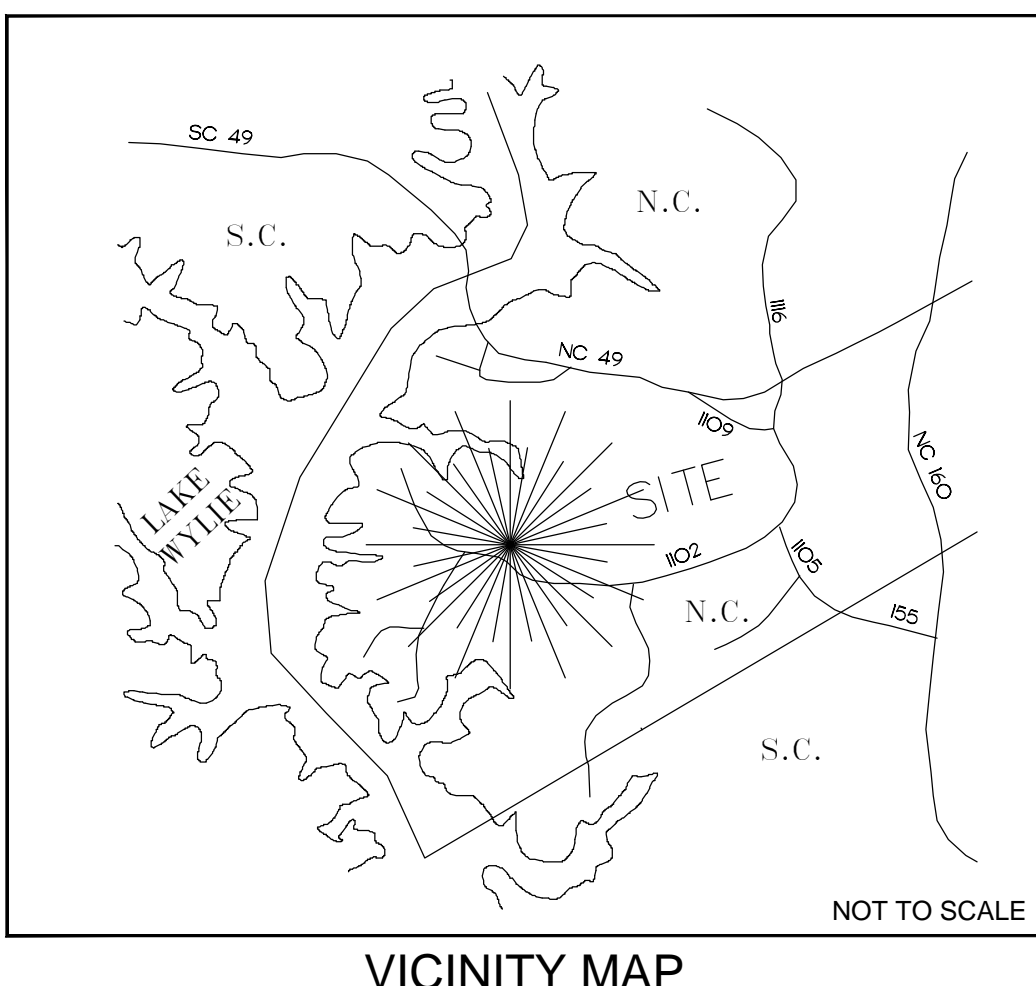 SC 49
N.C.
S.C.
1116
NC 49
1109
NC 160
SITE
LAKE
WYLIE
1102
1105
N.C.
155
S.C.
NOT TO SCALE
VICINITY MAP